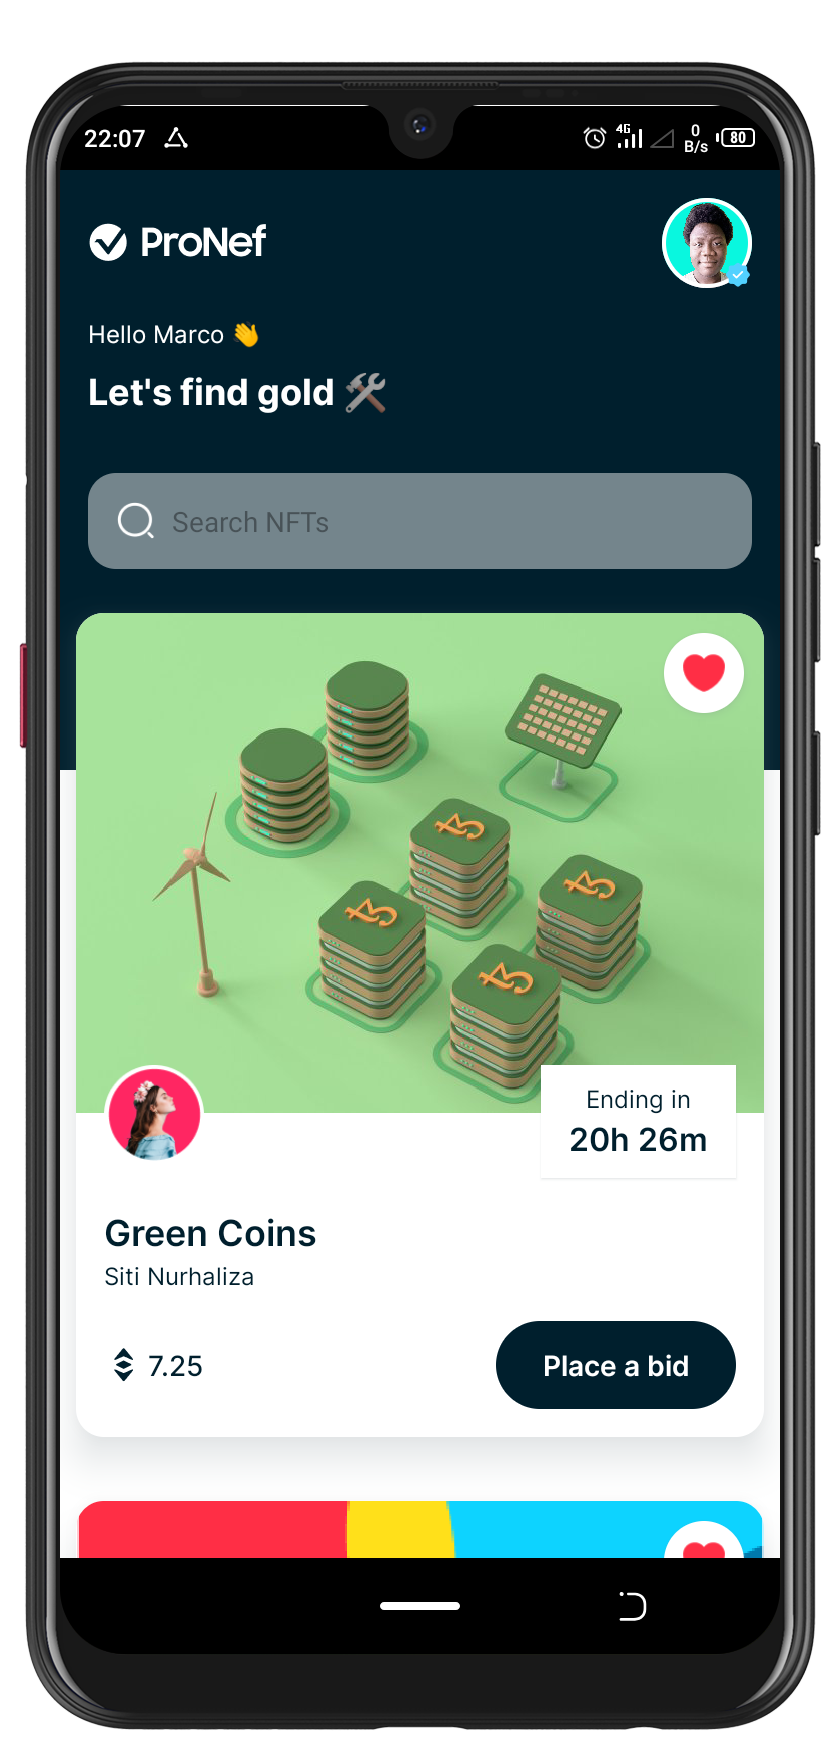 22:07
4G
0
B/s
80
ProNef
Hello Marco 👋
Let's find gold 🛠
Search NFTs
Ending in
20h 26m
Green Coins
Siti Nurhaliza
7.25
Place a bid